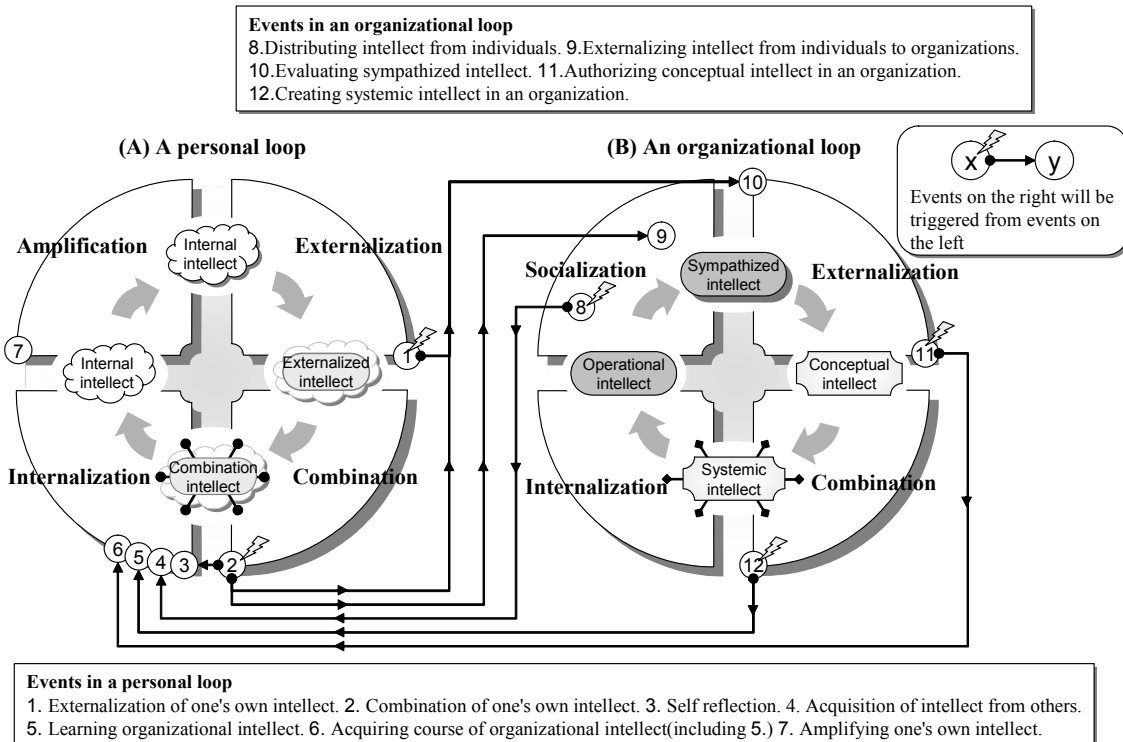 Events in an organizational loop
8.Distributing intellect from individuals. 9.Externalizing intellect from individuals to organizations.
10.Evaluating sympathized intellect. 11.Authorizing conceptual intellect in an organization.
12.Creating systemic intellect in an organization.
(A) A personal loop
(B) An organizational loop
x
y
Events on the right will be
triggered from events on
the left
Amplification
Internal
intellect
Externalization
7
Internal
intellect
Externalized
intellect
1
Internalization
Combination
intellect
Combination
6
5
4
3
2
10
9
Socialization
Sympathized
intellect
Externalization
8
Operational
intellect
Conceptual
intellect
11
Internalization
Systemic
intellect
Combination
12
Events in a personal loop
1. Externalization of one's own intellect. 2. Combination of one's own intellect. 3. Self reflection. 4. Acquisition of intellect from others.
5. Learning organizational intellect. 6. Acquiring course of organizational intellect(including 5.) 7. Amplifying one's own intellect.